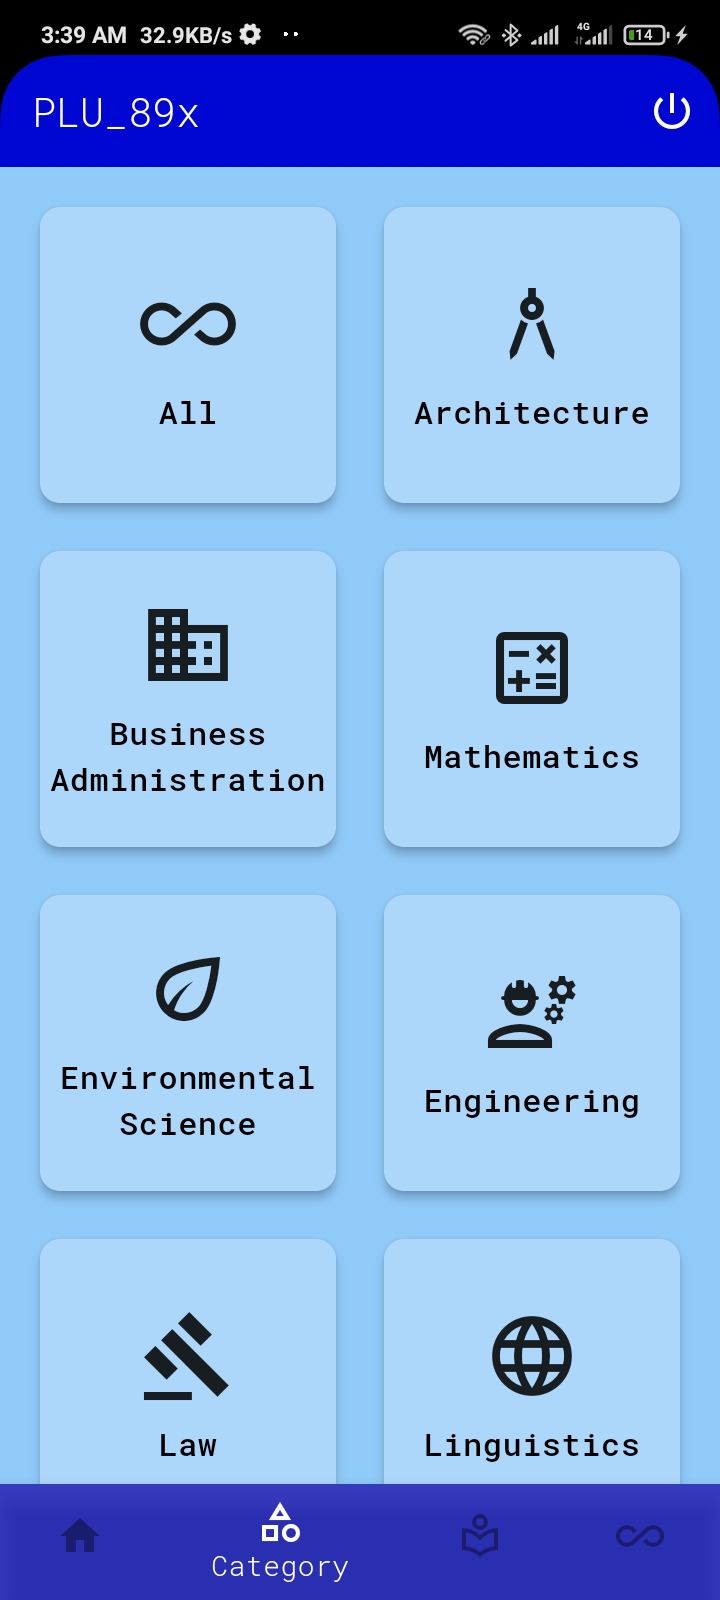 3:39 AM 32.9KB/s 4G 14
PLU_89x
All
Architecture
Business
Administration
Mathematics
Environmental
Science
Engineering
Law
Linguistics
Category